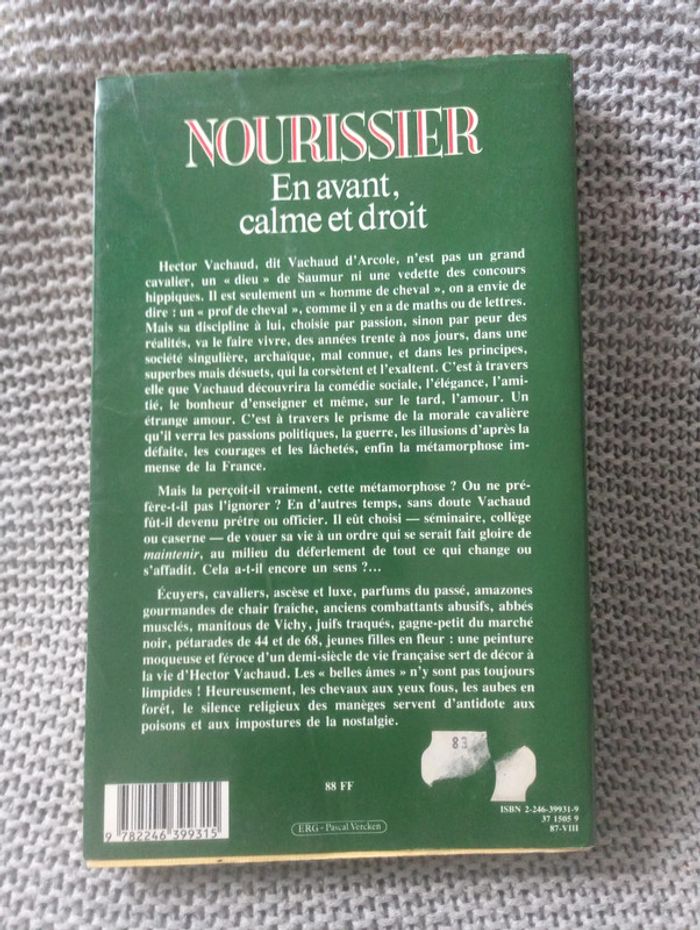 NOURISSIER
En avant,
calme et droit
Hector Vachaud, dit Vachaud d'Arcole, n'est pas un grand
cavalier, un « dieu » de Saumur ni une vedette des concours
hippiques. Il est seulement un « homme de cheval », on a envie de
dire : un « prof de cheval », comme il y en a de maths ou de lettres.
Mais sa discipline à lui, choisie par passion, sinon par peur des
réalités, va le faire vivre, des années trente à nos jours, dans une
société singulière, archaïque, mal connue, et dans les principes,
superbes mais désuets, qui la corsètent et l'exaltent. C'est à travers
elle que Vachaud découvrira la comédie sociale, l'élégance, l'ami-
tié, le bonheur d'enseigner et même, sur le tard, l'amour. Un
étrange amour. C'est à travers le prisme de la morale cavalière
qu'il verra les passions politiques, la guerre, les illusions d'après la
défaite, les courages et les lâchetés, enfin la métamorphose im-
mense de la France.
Mais la perçoit-il vraiment, cette métamorphose ? Ou ne pré-
fère-t-il pas l'ignorer ? En d'autres temps, sans doute Vachaud
fût-il devenu prêtre ou officier. Il eût choisi — séminaire, collège
ou caserne — de vouer sa vie à un ordre qui se serait fait gloire de
maintenir, au milieu du déferlement de tout ce qui change ou
s'affadit. Cela a-t-il encore un sens ?...
Écuyers, cavaliers, ascèse et luxe, parfums du passé, amazones
gourmandes de chair fraîche, anciens combattants abusifs, abbés
musclés, manitous de Vichy, juifs traqués, gagne-petit du marché
noir, pétarades de 44 et de 68, jeunes filles en fleur : une peinture
moqueuse et féroce d'un demi-siècle de vie française sert de décor à
la vie d'Hector Vachaud. Les « belles âmes » n'y sont pas toujours
limpides ! Heureusement, les chevaux aux yeux fous, les aubes en
forêt, le silence religieux des manèges servent d'antidote aux
poisons et aux impostures de la nostalgie.
83
88 FF
ISBN 2-246-39931-9
37 1505 9
87-VIII
9 782246 399315
ERG - Pascal Vercken